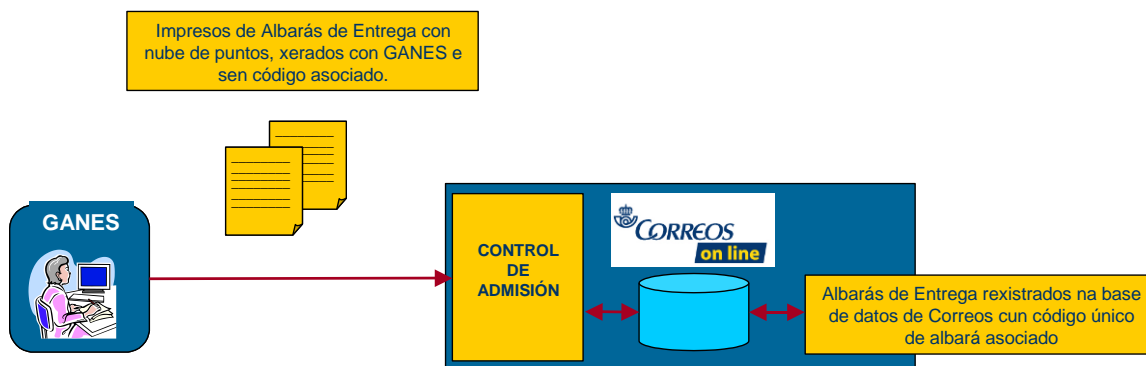 Impresos de Albarás de Entrega con
nube de puntos, xerados con GANES e
sen código asociado.
GANES
CONTROL
DE
ADMISIÓN
CORREOS
on line
Albarás de Entrega rexistrados na base
de datos de Correos cun código único
de albará asociado